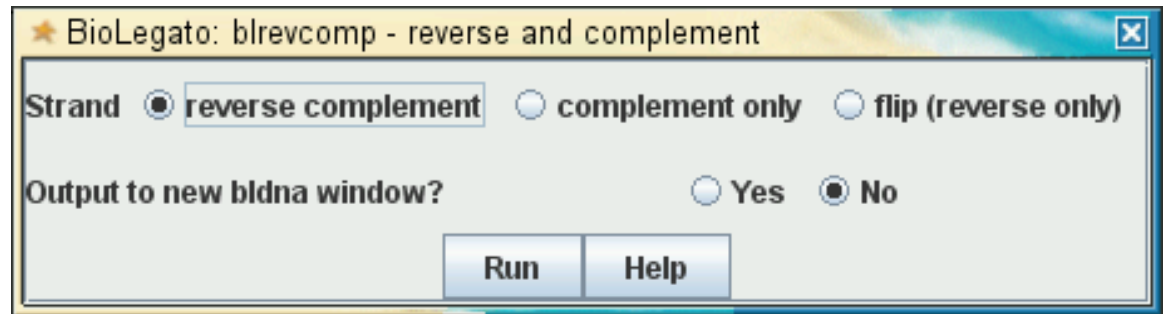 BioLegato: blrevcomp - reverse and complement
Strand reverse complement complement only flip (reverse only)
Output to new bldna window? Yes No
Run Help